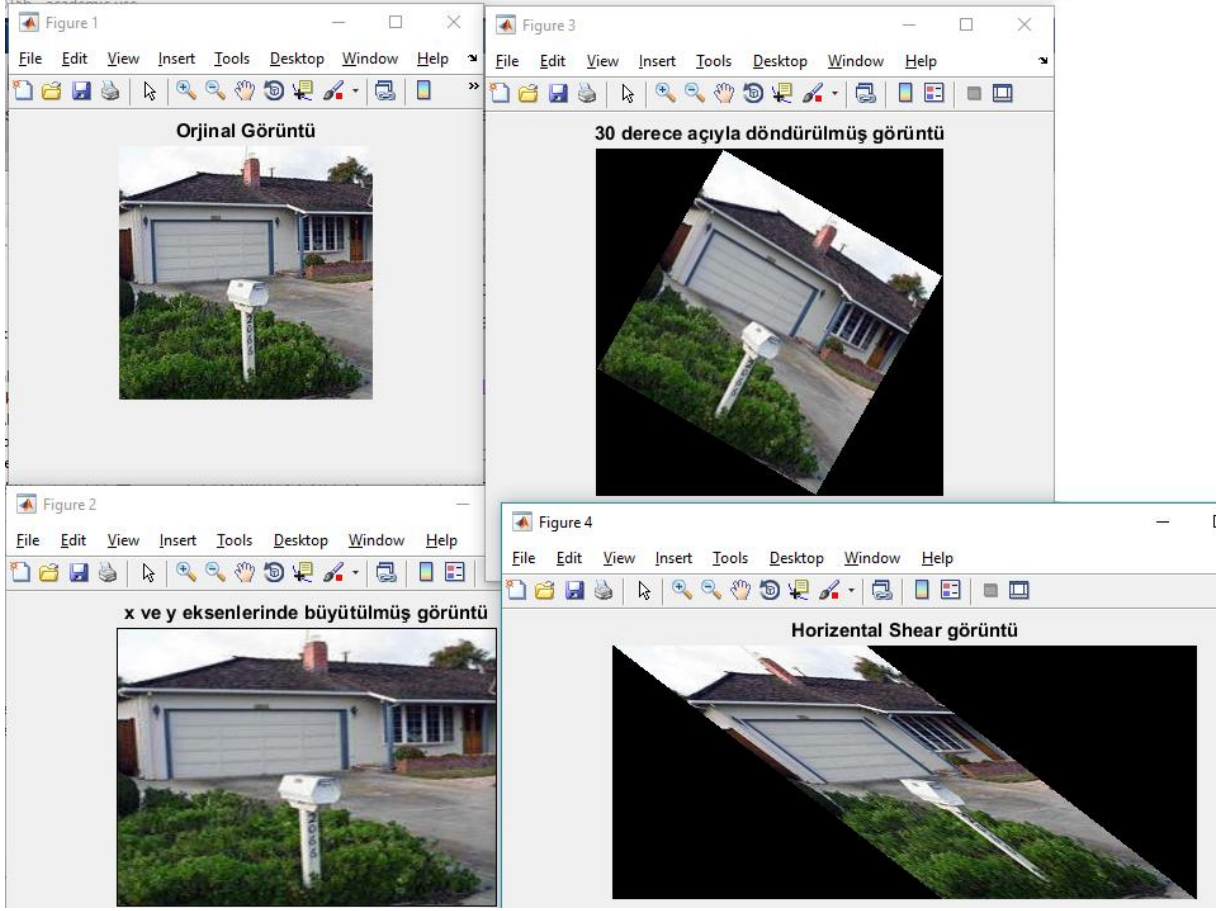 Figure 1
File Edit View Insert Tools Desktop Window Help
Orjinal Görüntü
2066
Figure 3
File Edit View Insert Tools Desktop Window Help
30 derece açıyla döndürülmüş görüntü
Figure 2
File Edit View Insert Tools Desktop Window Help
x ve y eksenlerinde büyütülmüş görüntü
2066
Figure 4
File Edit View Insert Tools Desktop Window Help
Horizental Shear görüntü